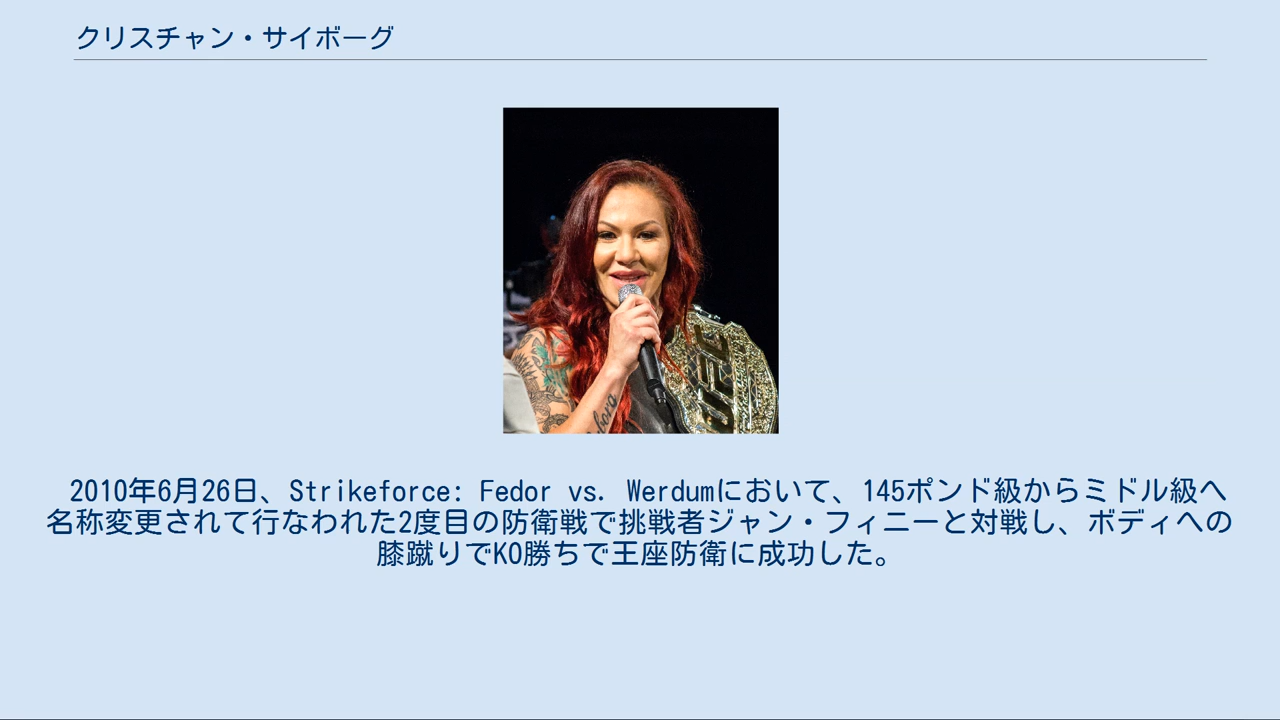 クリスチャン・サイボーグ
UFC
bora
2010年6月26日、Strikeforce: Fedor vs. Werdumにおいて、145ポンド級からミドル級へ
名称変更されて行なわれた2度目の防衛戦で挑戦者ジャン・フィニーと対戦し、ボディへの
膝蹴りでKO勝ちで王座防衛に成功した。